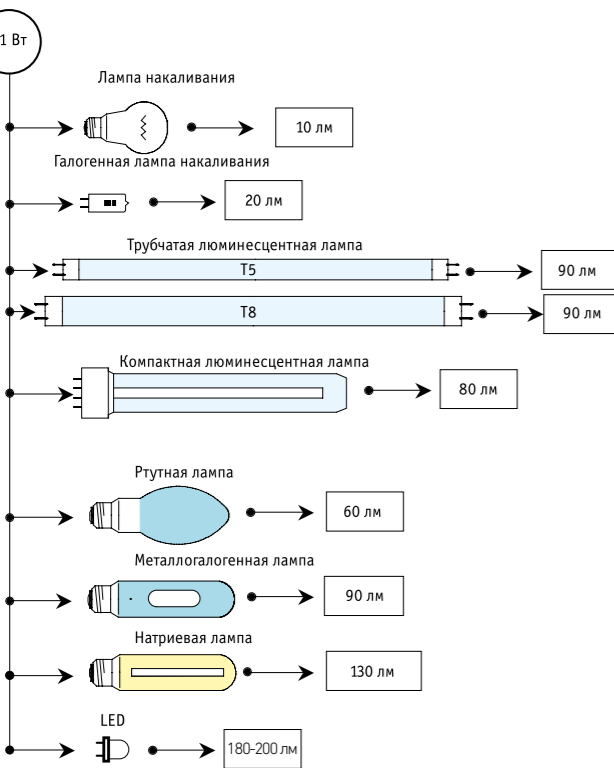 1 Вт
Лампа накаливания
10 лм
Галогенная лампа накаливания
20 лм
Трубчатая люминесцентная лампа
T5
90 лм
T8
90 лм
Компактная люминесцентная лампа
80 лм
Ртутная лампа
60 лм
Металлогалогенная лампа
90 лм
Натриевая лампа
130 лм
LED
180-200 лм